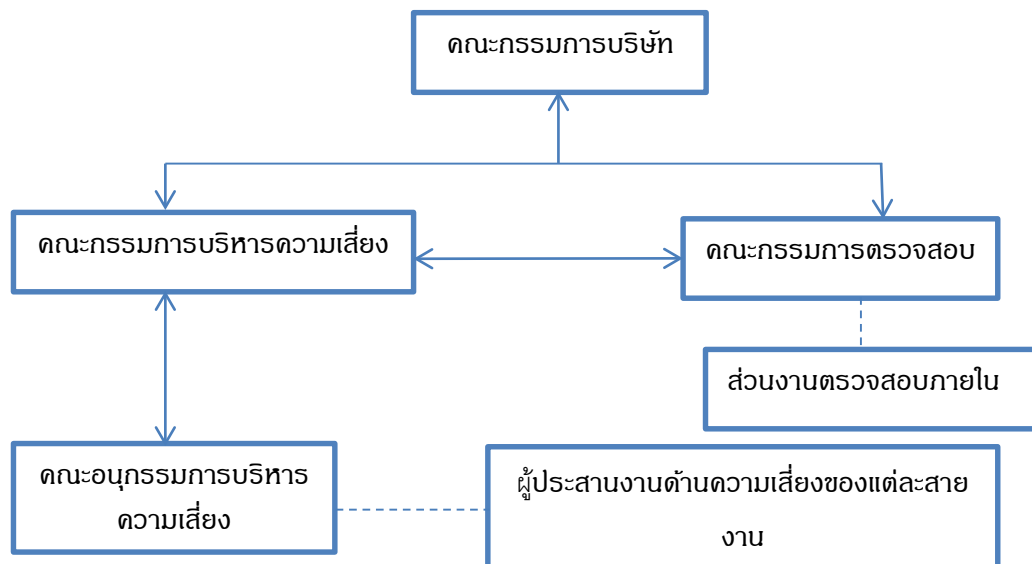 คณะกรรมการบริษัท
คณะกรรมการบริหารความเสี่ยง
คณะกรรมการตรวจสอบ
ส่วนงานตรวจสอบภายใน
คณะอนุกรรมการบริหาร
ความเสี่ยง
ผู้ประสานงานด้านความเสี่ยงของแต่ละสาย
งาน